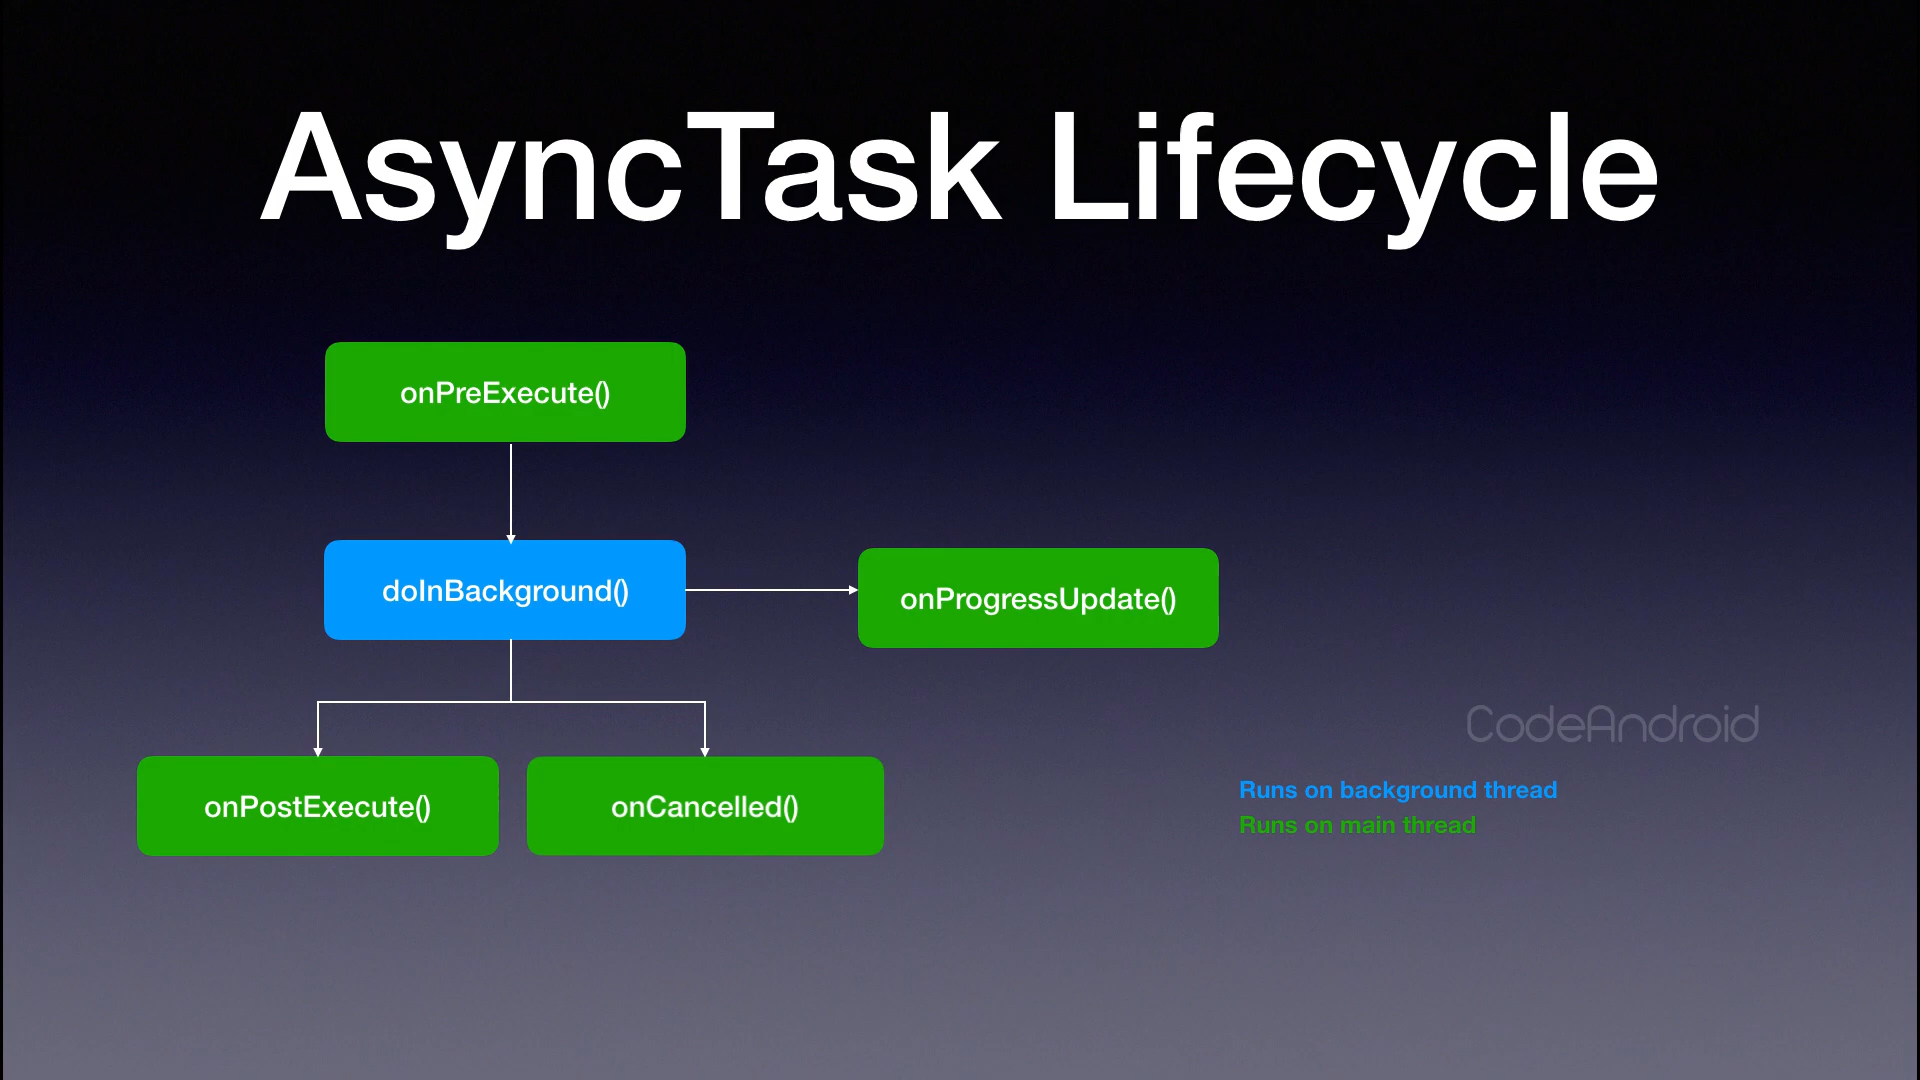 AsyncTask Lifecycle
onPreExecute()
doInBackground()
onProgressUpdate()
onPostExecute()
onCancelled()
CodeAndroid
Runs on background thread
Runs on main thread